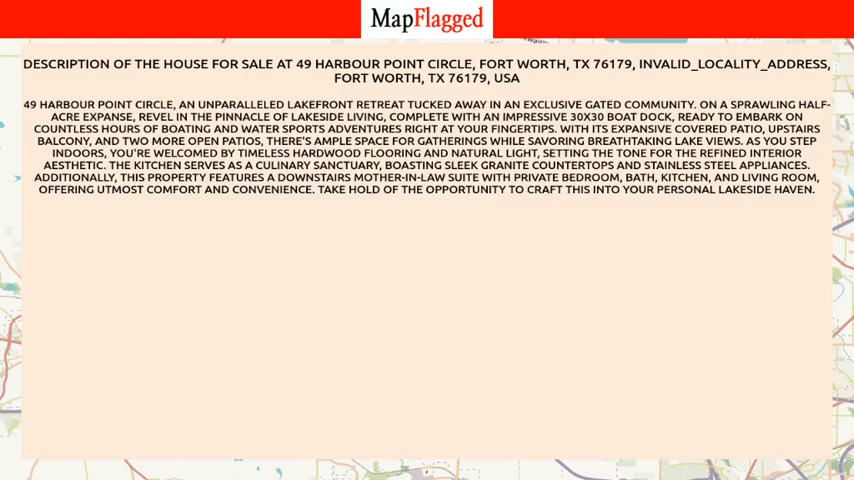 MapFlagged
DESCRIPTION OF THE HOUSE FOR SALE AT 49 HARBOUR POINT CIRCLE, FORT WORTH, TX 76179, INVALID_LOCALITY_ADDRESS,
FORT WORTH, TX 76179, USA
49 HARBOUR POINT CIRCLE, AN UNPARALLELED LAKEFRONT RETREAT TUCKED AWAY IN AN EXCLUSIVE GATED COMMUNITY. ON A SPRAWLING HALF-
ACRE EXPANSE, REVEL IN THE PINNACLE OF LAKESIDE LIVING, COMPLETE WITH AN IMPRESSIVE 30X30 BOAT DOCK, READY TO EMBARK ON
COUNTLESS HOURS OF BOATING AND WATER SPORTS ADVENTURES RIGHT AT YOUR FINGERTIPS. WITH ITS EXPANSIVE COVERED PATIO, UPSTAIRS
BALCONY, AND TWO MORE OPEN PATIOS, THERE'S AMPLE SPACE FOR GATHERINGS WHILE SAVORING BREATHTAKING LAKE VIEWS. AS YOU STEP
INDOORS, YOU'RE WELCOMED BY TIMELESS HARDWOOD FLOORING AND NATURAL LIGHT, SETTING THE TONE FOR THE REFINED INTERIOR
AESTHETIC. THE KITCHEN SERVES AS A CULINARY SANCTUARY, BOASTING SLEEK GRANITE COUNTERTOPS AND STAINLESS STEEL APPLIANCES.
ADDITIONALLY, THIS PROPERTY FEATURES A DOWNSTAIRS MOTHER-IN-LAW SUITE WITH PRIVATE BEDROOM, BATH, KITCHEN, AND LIVING ROOM,
OFFERING UTMOST COMFORT AND CONVENIENCE. TAKE HOLD OF THE OPPORTUNITY TO CRAFT THIS INTO YOUR PERSONAL LAKESIDE HAVEN.